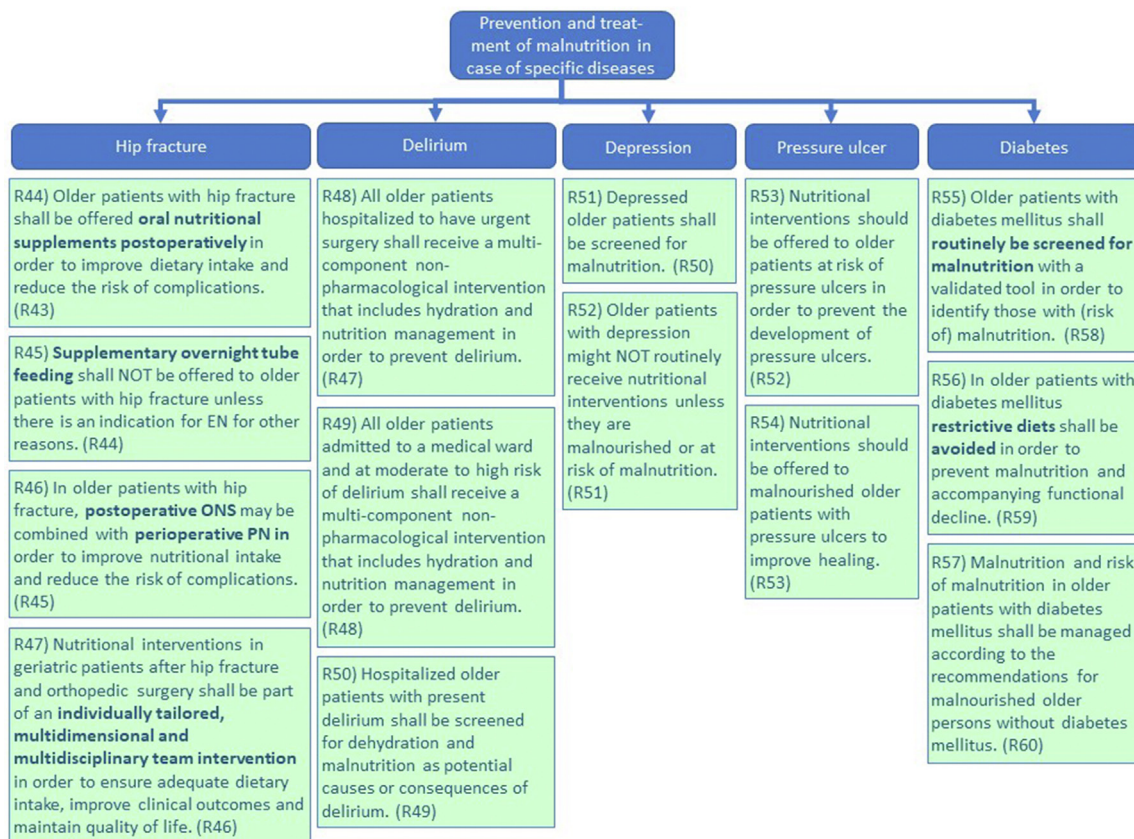 Prevention and treat-
ment of malnutrition in
case of specific diseases
Hip fracture
R44) Older patients with hip fracture
shall be offered oral nutritional
supplements postoperatively in
order to improve dietary intake and
reduce the risk of complications.
(R43)
R45) Supplementary overnight tube
feeding shall NOT be offered to older
patients with hip fracture unless
there is an indication for EN for other
reasons. (R44)
R46) In older patients with hip
fracture, postoperative ONS may be
combined with perioperative PN in
order to improve nutritional intake
and reduce the risk of complications.
(R45)
R47) Nutritional interventions in
geriatric patients after hip fracture
and orthopedic surgery shall be part
of an individually tailored,
multidimensional and
multidisciplinary team intervention
in order to ensure adequate dietary
intake, improve clinical outcomes and
maintain quality of life. (R46)
Delirium
R48) All older patients
hospitalized to have urgent
surgery shall receive a multi-
component non-
pharmacological intervention
that includes hydration and
nutrition management in
order to prevent delirium.
(R47)
R49) All older patients
admitted to a medical ward
and at moderate to high risk
of delirium shall receive a
multi-component non-
pharmacological intervention
that includes hydration and
nutrition management in
order to prevent delirium.
(R48)
R50) Hospitalized older
patients with present
delirium shall be screened
for dehydration and
malnutrition as potential
causes or consequences of
delirium. (R49)
Depression
R51) Depressed
older patients shall
be screened for
malnutrition. (R50)
R52) Older patients
with depression
might NOT routinely
receive nutritional
interventions unless
they are
malnourished or at
risk of malnutrition.
(R51)
Pressure ulcer
R53) Nutritional
interventions should
be offered to older
patients at risk of
pressure ulcers in
order to prevent the
development of
pressure ulcers.
(R52)
R54) Nutritional
interventions should
be offered to
malnourished older
patients with
pressure ulcers to
improve healing.
(R53)
Diabetes
R55) Older patients with
diabetes mellitus shall
routinely be screened for
malnutrition with a
validated tool in order to
identify those with (risk
of) malnutrition. (R58)
R56) In older patients with
diabetes mellitus
restrictive diets shall be
avoided in order to
prevent malnutrition and
accompanying functional
decline. (R59)
R57) Malnutrition and risk
of malnutrition in older
patients with diabetes
mellitus shall be managed
according to the
recommendations for
malnourished older
persons without diabetes
mellitus. (R60)